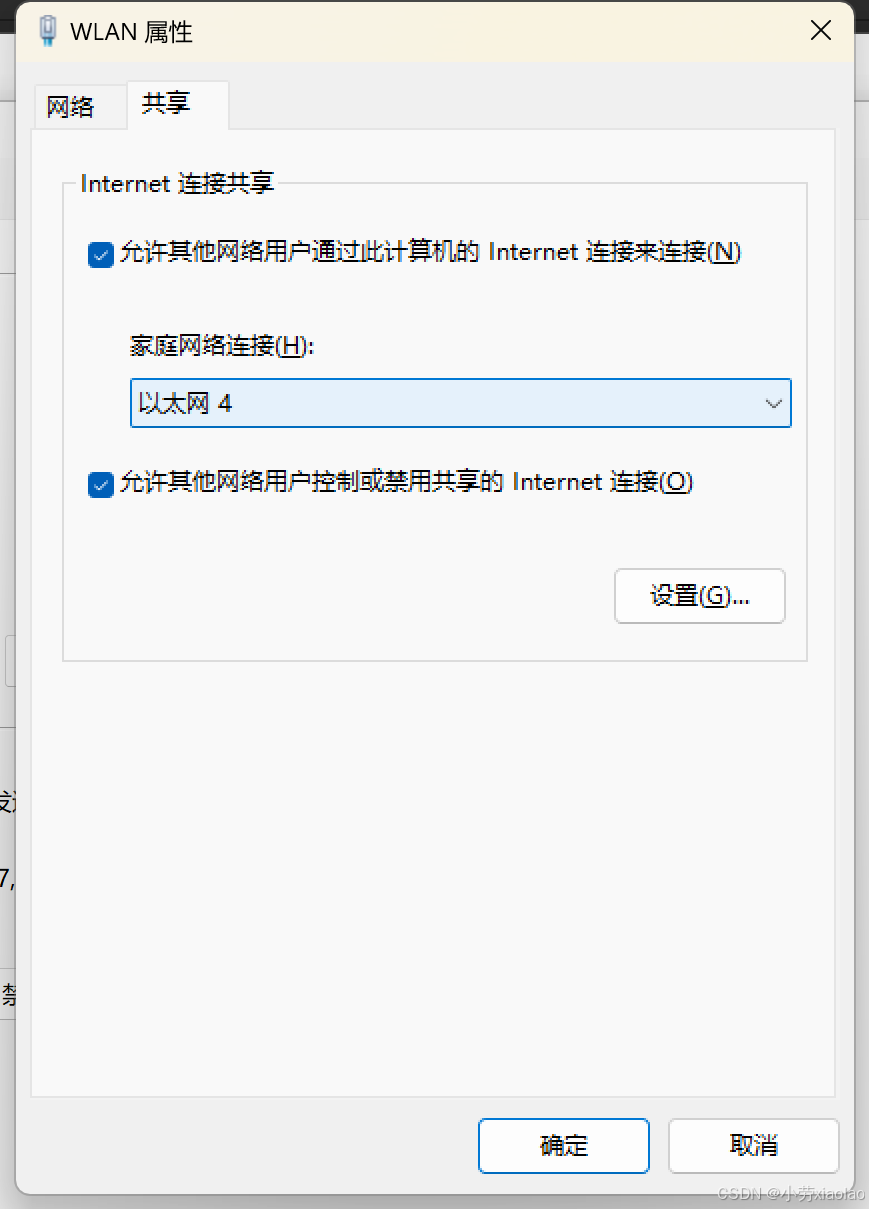 WLAN 属性
网络
共享
Internet 连接共享
允许其他网络用户通过此计算机的 Internet 连接来连接(N)
家庭网络连接(H):
以太网 4
允许其他网络用户控制或禁用共享的 Internet 连接(O)
设置(G)...
7,
禁
确定
取消
CSDN @小劳xiaolao